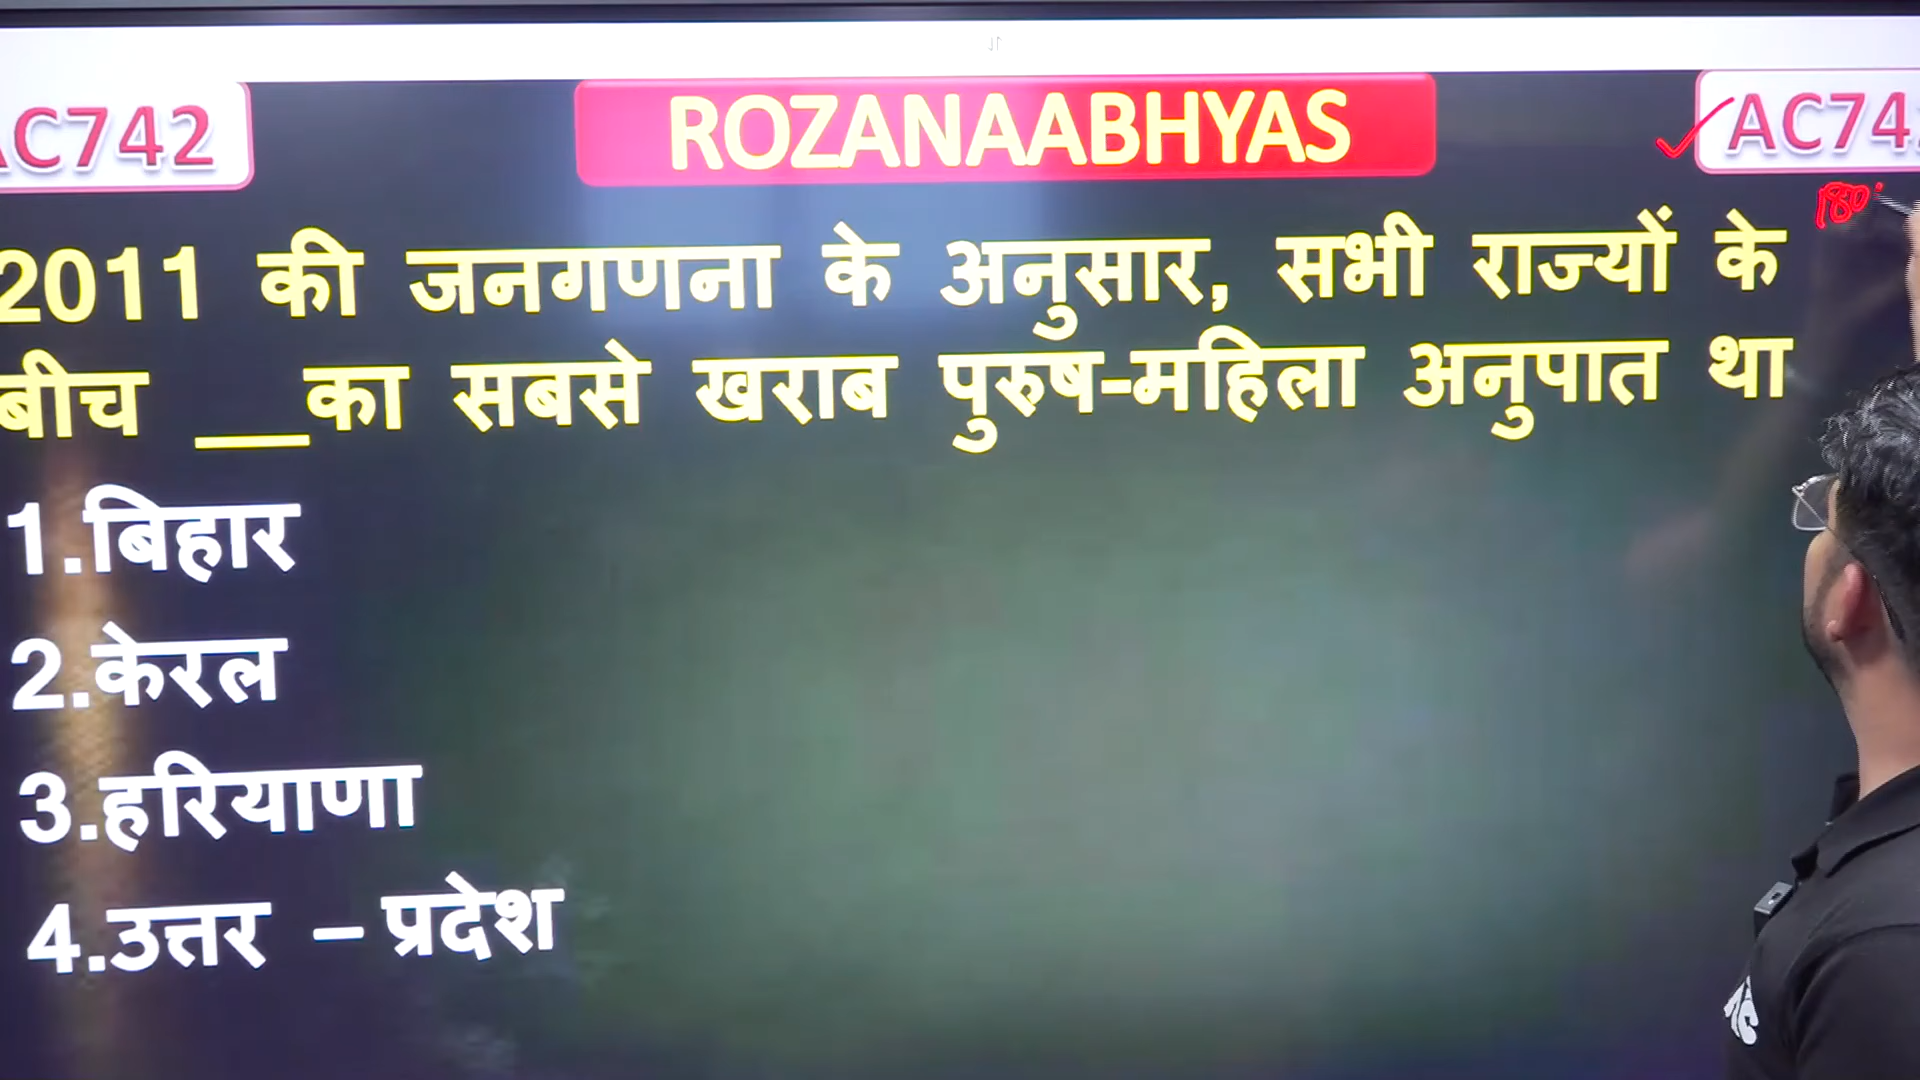 AC742 ROZANAABHYAS AC74
180
2011 की जनगणना के अनुसार, सभी राज्यों के
बीच __का सबसे खराब पुरुष-महिला अनुपात था
1.बिहार
2.केरल
3.हरियाणा
4.उत्तर – प्रदेश